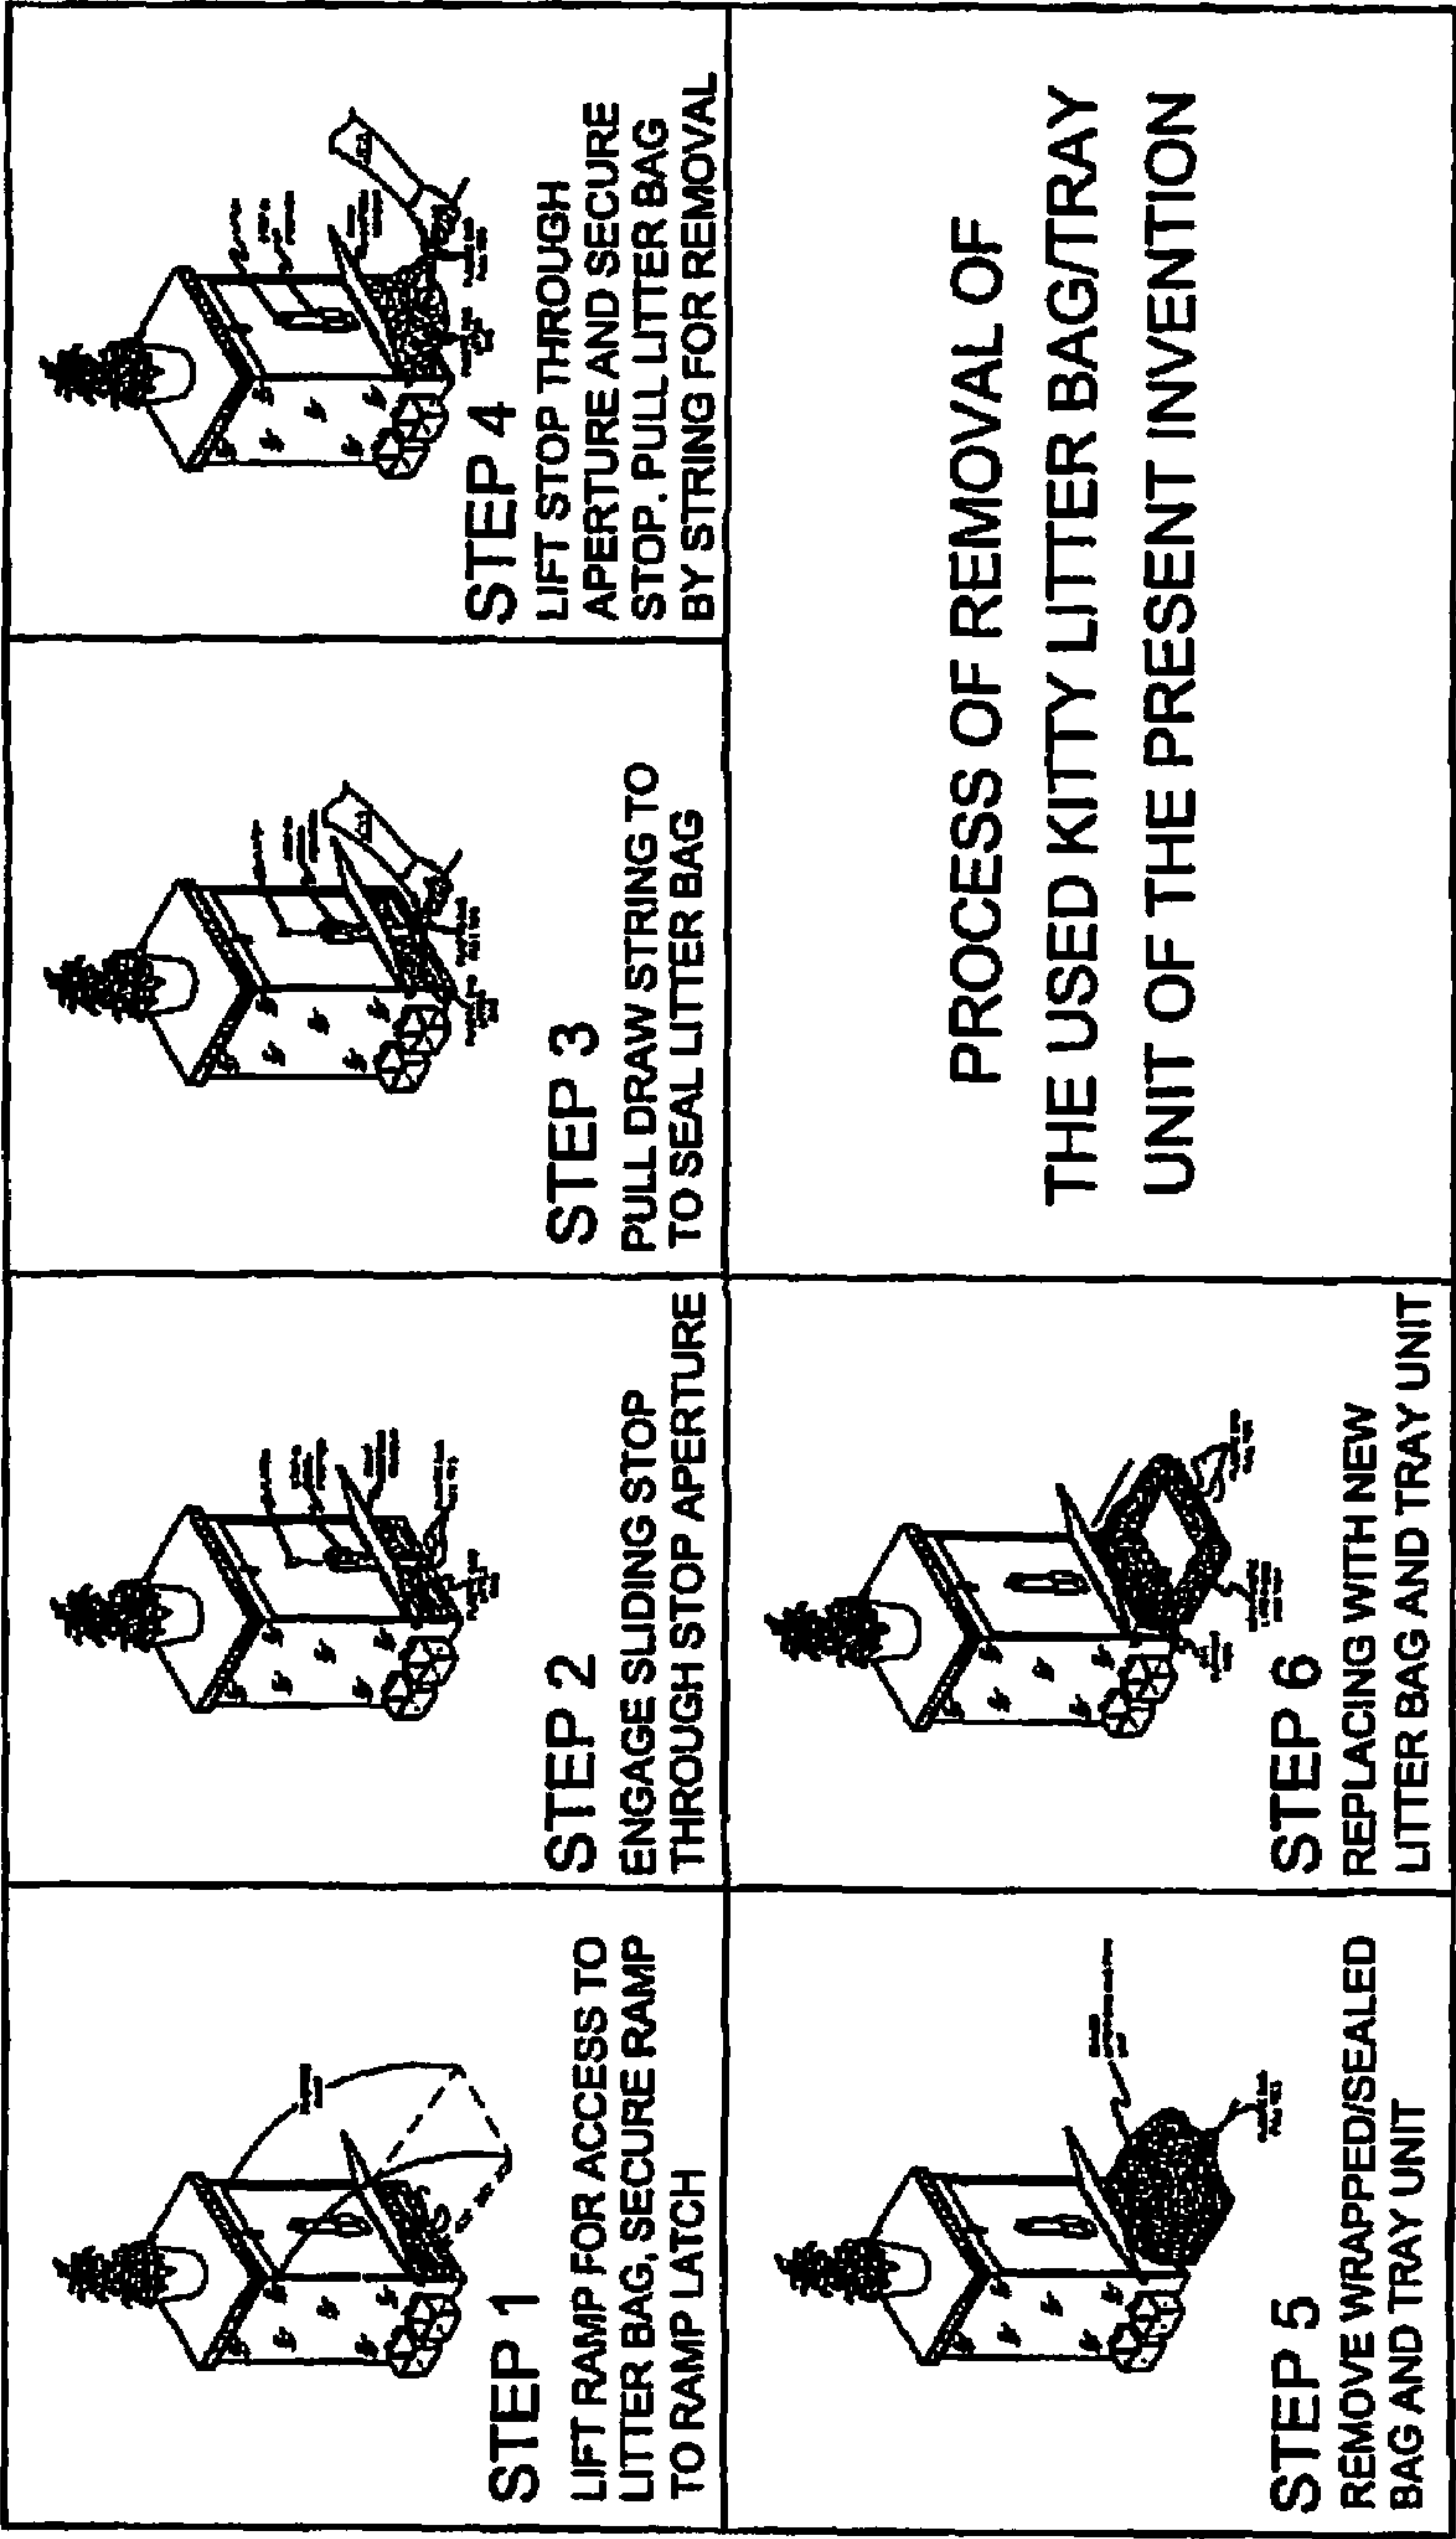 STEP 1
LIFT RAMP FOR ACCESS TO
LITTER BAG, SECURE RAMP
TO RAMP LATCH
STEP 2
ENGAGE SLIDING STOP
THROUGH STOP APERTURE
STEP 3
PULL DRAW STRING TO
TO SEAL LITTER BAG
STEP 4
LIFT STOP THROUGH
APERTURE AND SECURE
STOP. PULL LITTER BAG
BY STRING FOR REMOVAL
STEP 5
REMOVE WRAPPED/SEALED
BAG AND TRAY UNIT
STEP 6
REPLACING WITH NEW
LITTER BAG AND TRAY UNIT
PROCESS OF REMOVAL OF
THE USED KITTY LITTER BAG/TRAY
UNIT OF THE PRESENT INVENTION